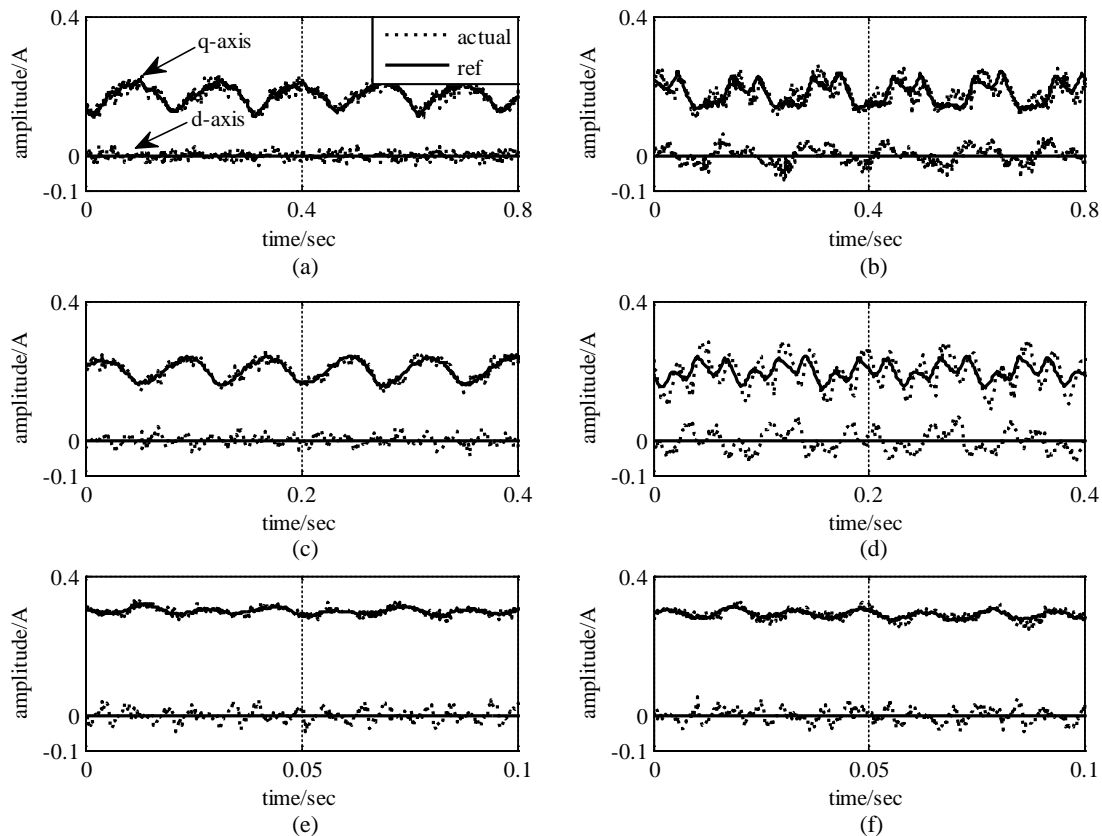 0.4
q-axis
actual
ref
amplitude/A
d-axis
0
-0.1
0
0.4
0.8
time/sec
(a)
0.4
amplitude/A
0
-0.1
0
0.4
0.8
time/sec
(b)
0.4
amplitude/A
0
-0.1
0
0.2
0.4
time/sec
(c)
0.4
amplitude/A
0
-0.1
0
0.2
0.4
time/sec
(d)
0.4
amplitude/A
0
-0.1
0
0.05
0.1
time/sec
(e)
0.4
amplitude/A
0
-0.1
0
0.05
0.1
time/sec
(f)